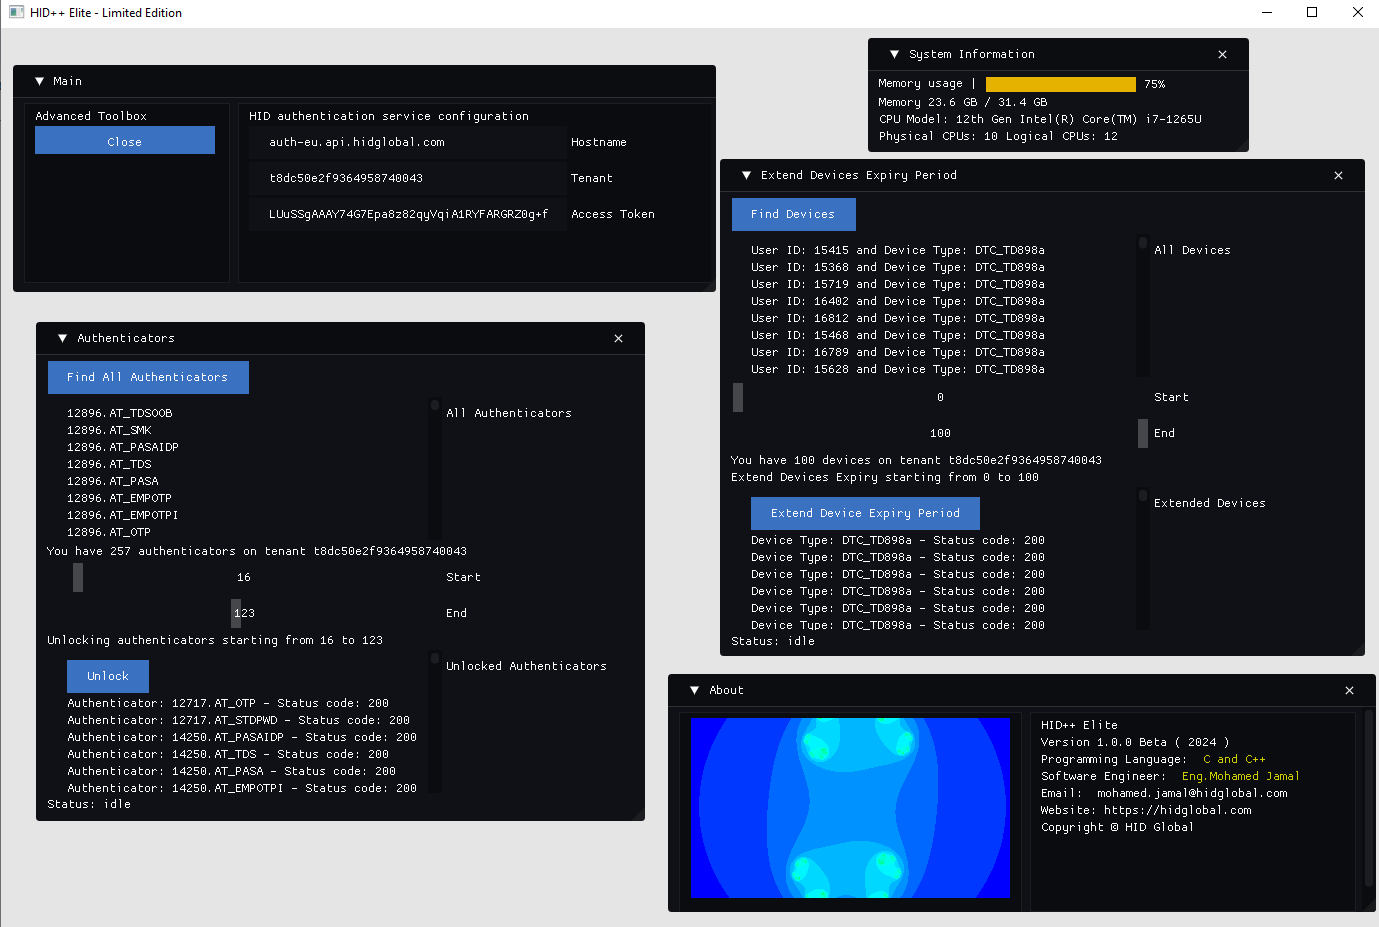 HID++ Elite - Limited Edition
Main
Advanced Toolbox
Close
HID authentication service configuration
auth-eu.api.hidglobal.com Hostname
t8dc50e2f9364958740043 Tenant
LUuSSgAAAY74G7Epa8z82qyVqiA1RYFARGRZ0g+f Access Token
System Information
Memory usage | 75%
Memory 23.6 GB / 31.4 GB
CPU Model: 12th Gen Intel(R) Core(TM) i7-1265U
Physical CPUs: 10 Logical CPUs: 12
Extend Devices Expiry Period
Find Devices
User ID: 15415 and Device Type: DTC_TD898a
All Devices
User ID: 15368 and Device Type: DTC_TD898a
User ID: 15719 and Device Type: DTC_TD898a
User ID: 16402 and Device Type: DTC_TD898a
User ID: 16812 and Device Type: DTC_TD898a
User ID: 15468 and Device Type: DTC_TD898a
User ID: 16789 and Device Type: DTC_TD898a
User ID: 15628 and Device Type: DTC_TD898a
0 Start
100 End
You have 100 devices on tenant t8dc50e2f9364958740043
Extend Devices Expiry starting from 0 to 100
Extend Device Expiry Period
Extended Devices
Device Type: DTC_TD898a - Status code: 200
Device Type: DTC_TD898a - Status code: 200
Device Type: DTC_TD898a - Status code: 200
Device Type: DTC_TD898a - Status code: 200
Device Type: DTC_TD898a - Status code: 200
Device Type: DTC_TD898a - Status code: 200
Status: idle
Authenticators
Find All Authenticators
12896.AT_TDSOOB
All Authenticators
12896.AT_SMK
12896.AT_PASAIDP
12896.AT_TDS
12896.AT_PASA
12896.AT_EMPOTP
12896.AT_EMPOTPI
12896.AT_OTP
You have 257 authenticators on tenant t8dc50e2f9364958740043
16 Start
123 End
Unlocking authenticators starting from 16 to 123
Unlock
Unlocked Authenticators
Authenticator: 12717.AT_OTP - Status code: 200
Authenticator: 12717.AT_STDPWD - Status code: 200
Authenticator: 14250.AT_PASAIDP - Status code: 200
Authenticator: 14250.AT_TDS - Status code: 200
Authenticator: 14250.AT_PASA - Status code: 200
Authenticator: 14250.AT_EMPOTPI - Status code: 200
Status: idle
About
HID++ Elite
Version 1.0.0 Beta ( 2024 )
Programming Language: C and C++
Software Engineer: Eng.Mohamed Jamal
Email: mohamed.jamal@hidglobal.com
Website: https://hidglobal.com
Copyright © HID Global